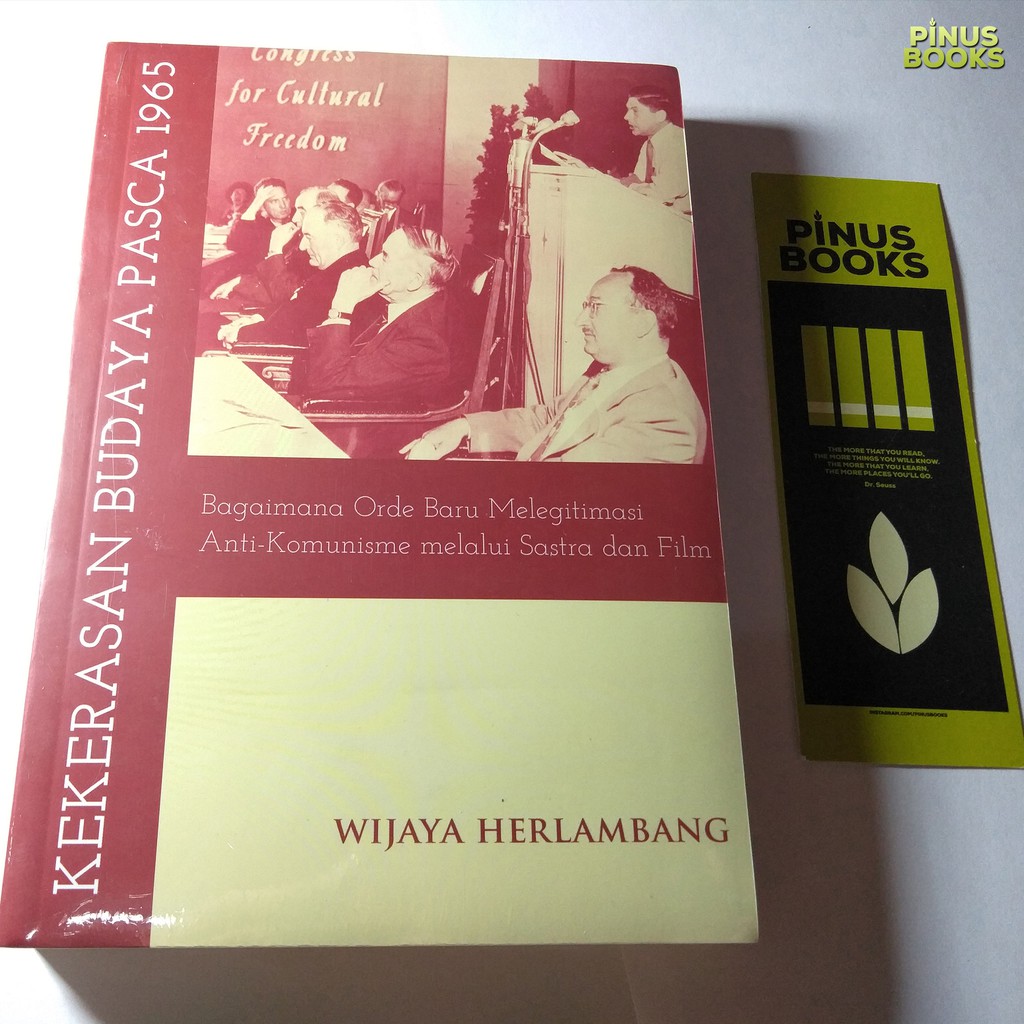 PiNUS
BOOKS
KEKERASAN BUDAYA PASCA 1965
Congress
for Cultural
Freedom
Bagaimana Orde Baru Melegitimasi
Anti-Komunisme melalui Sastra dan Film
WIJAYA HERLAMBANG
PiNUS
BOOKS
THE MORE THAT YOU READ,
THE MORE THINGS YOU WILL KNOW.
THE MORE THAT YOU LEARN,
THE MORE PLACES YOU'LL GO.
Dr. Seuss